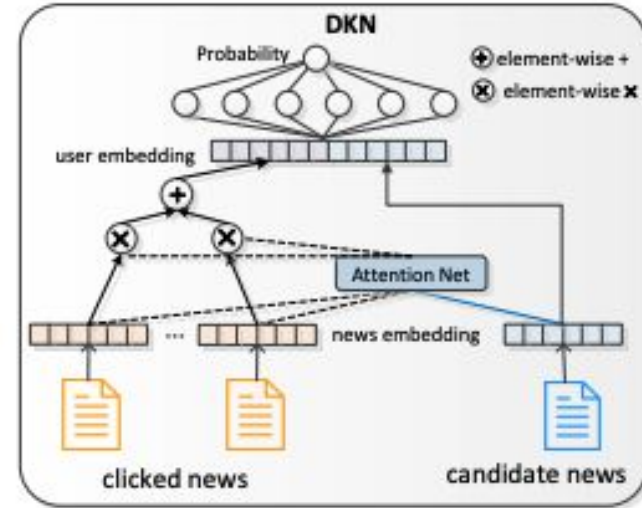 DKN
Probability
element-wise +
element-wise ×
user embedding
Attention Net
... news embedding
clicked news
candidate news